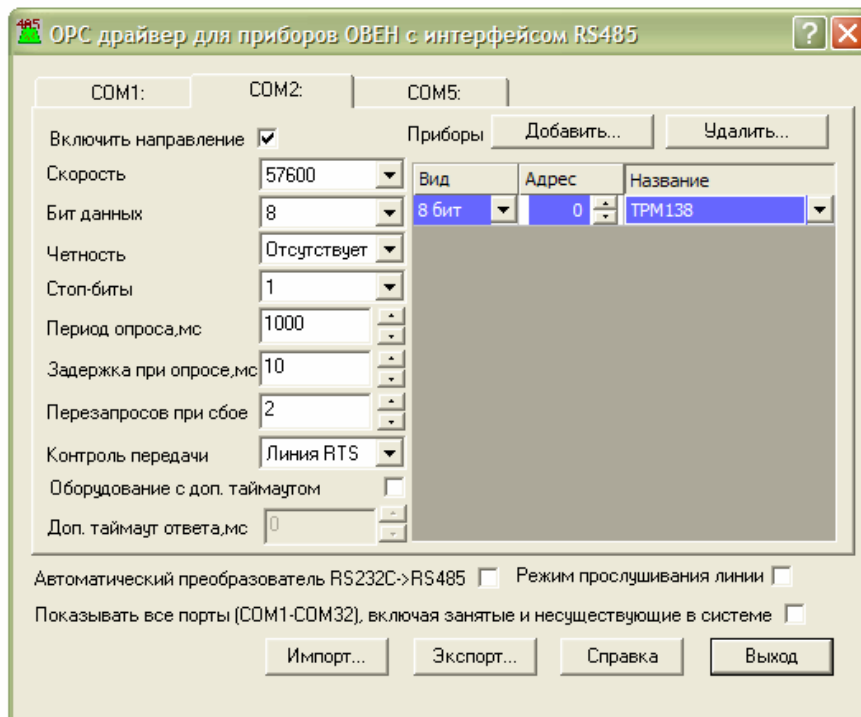 485
OPC драйвер для приборов ОВЕН с интерфейсом RS485
COM1: COM2: COM5:
Включить направление
Приборы Добавить... Удалить...
Скорость 57600
Вид Адрес Название
8 бит 0 ТРМ138
Бит данных 8
Четность Отсутствует
Стоп-биты 1
Период опроса,мс 1000
Задержка при опросе,мс 10
Перезапросов при сбое 2
Контроль передачи Линия RTS
Оборудование с доп. таймаутом
Доп. таймаут ответа,мс 0
Автоматический преобразователь RS232C->RS485 Режим прослушивания линии
Показывать все порты (COM1-COM32), включая занятые и несуществующие в системе
Импорт... Экспорт... Справка Выход